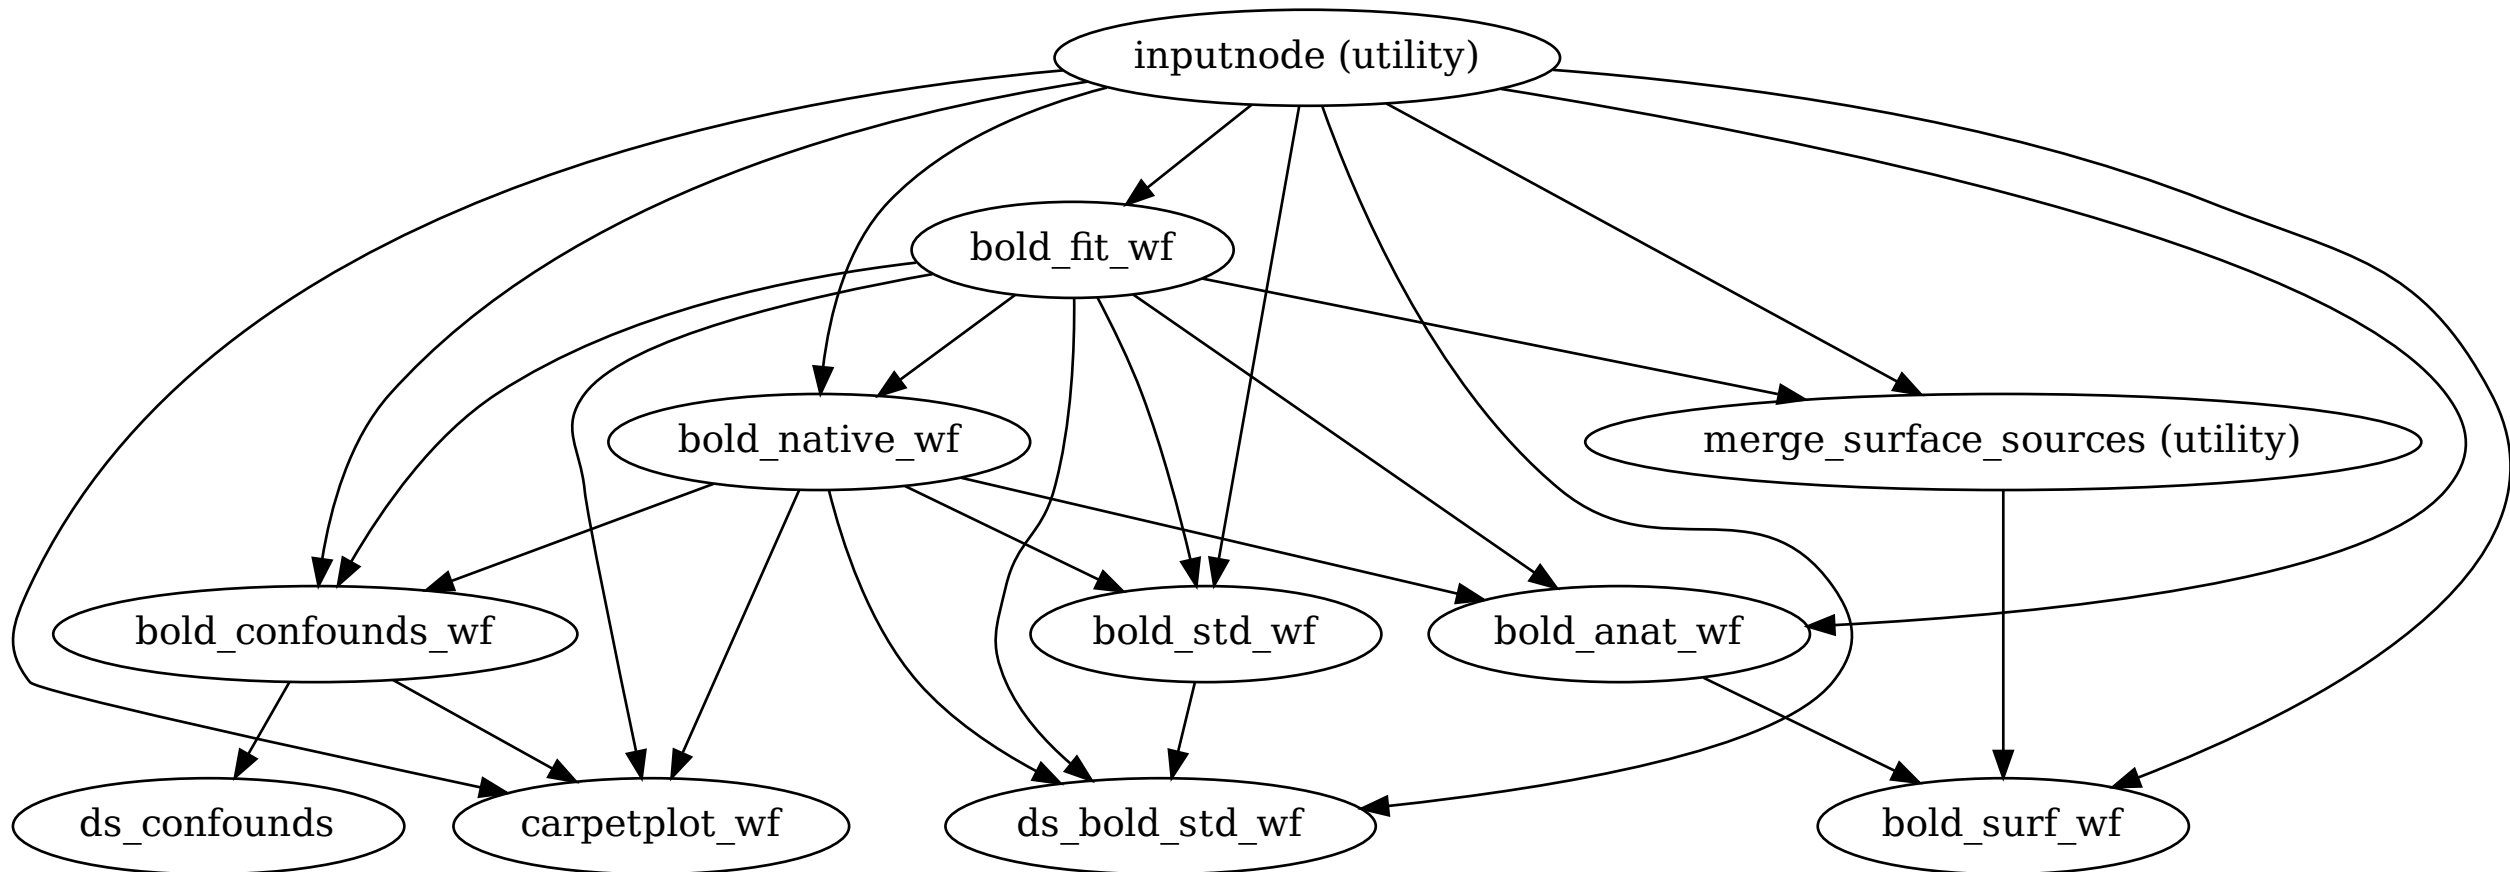 inputnode (utility)
bold_fit_wf
bold_native_wf
merge_surface_sources (utility)
bold_confounds_wf
bold_std_wf
bold_anat_wf
ds_confounds
carpetplot_wf
ds_bold_std_wf
bold_surf_wf